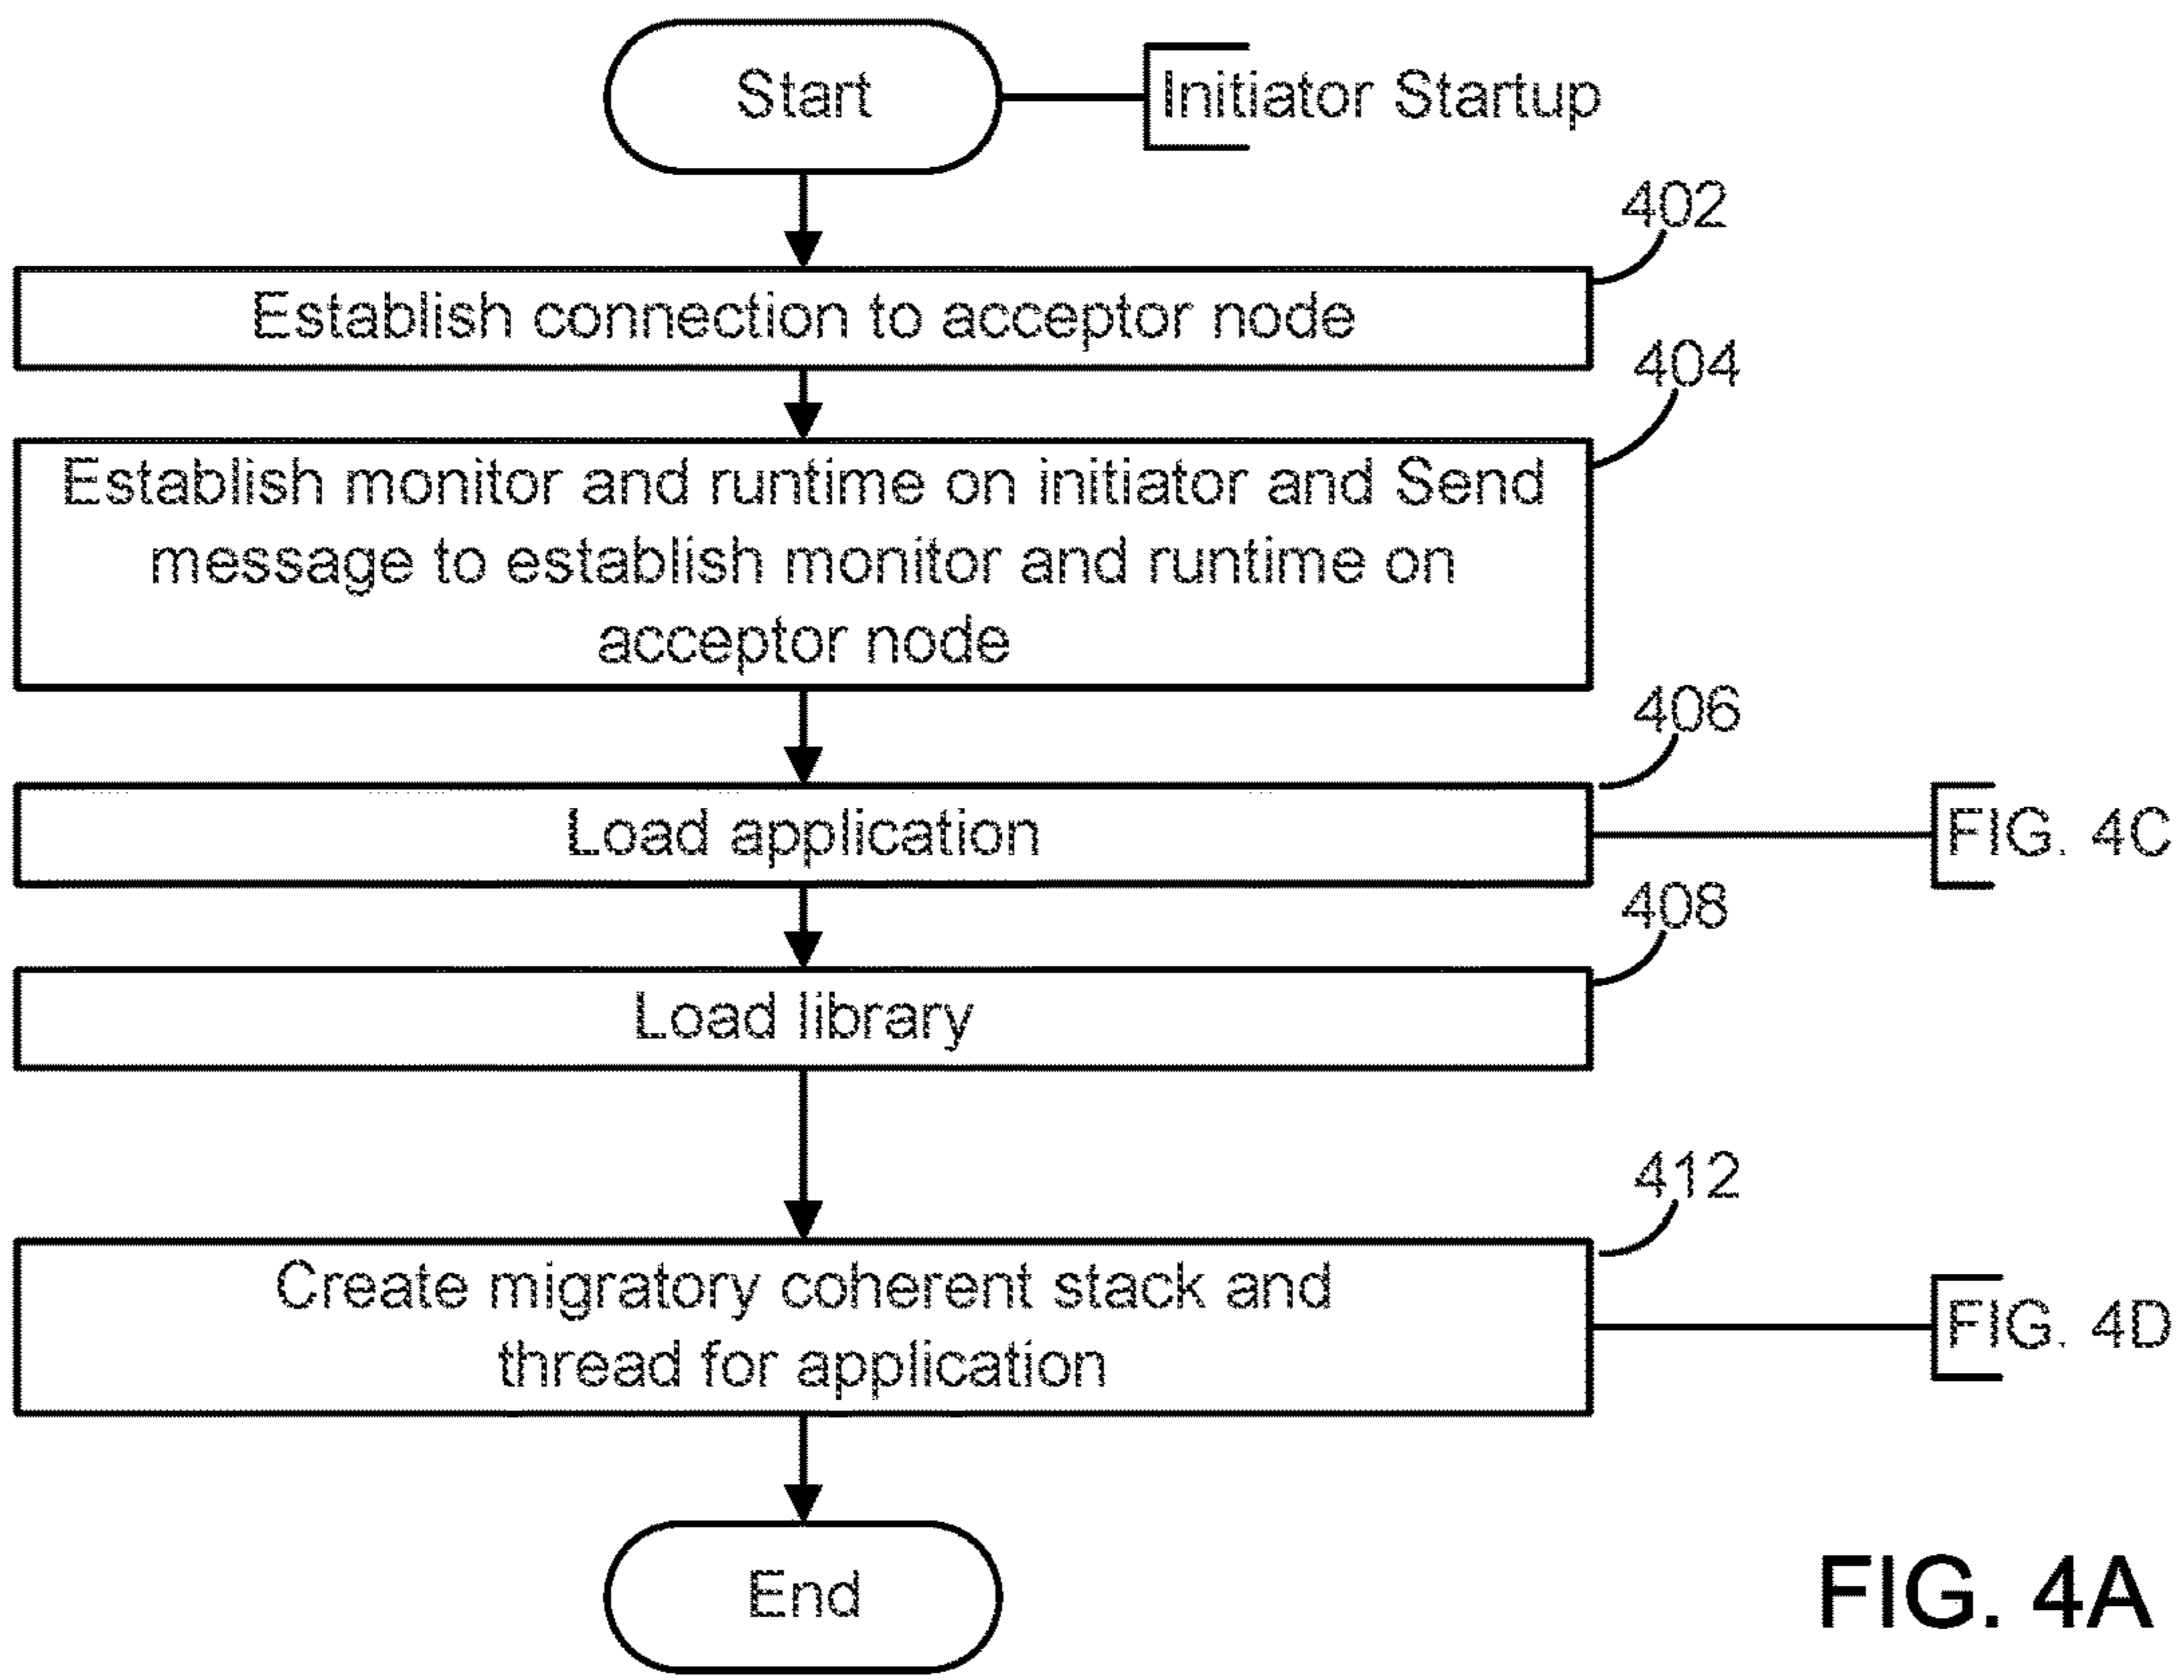 Start
Initiator Startup
402
Establish connection to acceptor node
404
Establish monitor and runtime on initiator and Send
message to establish monitor and runtime on
acceptor node
406
Load application
FIG. 4C
408
Load library
412
Create migratory coherent stack and
thread for application
FIG. 4D
End
FIG. 4A